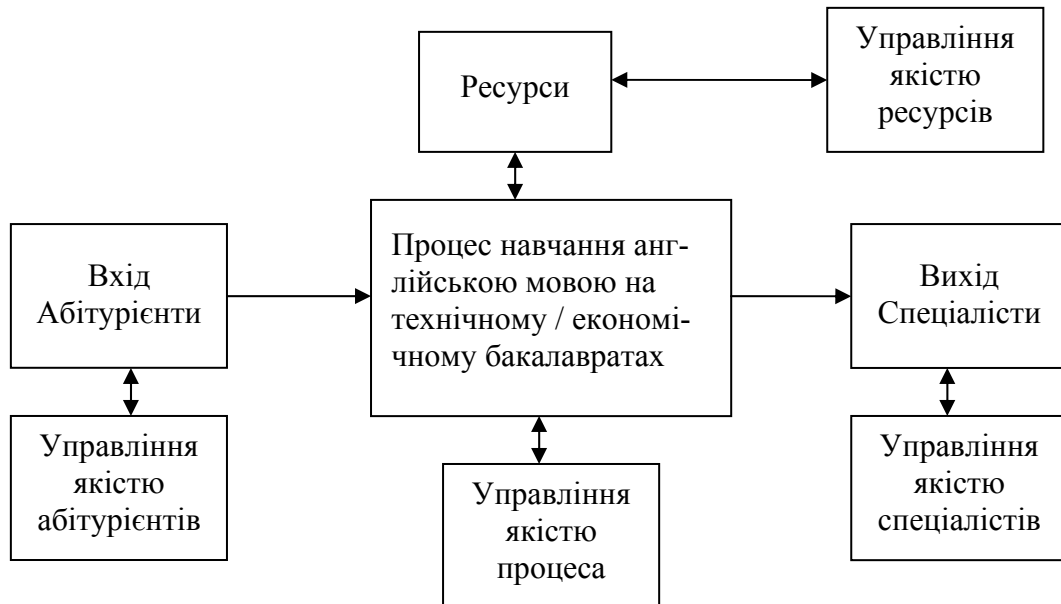 Ресурси
Управління
якістю
ресурсів
Вхід
Абітурієнти
Процес навчання анг-
лійською мовою на
технічному / економі-
чному бакалавратах
Вихід
Спеціалісти
Управління
якістю
абітурієнтів
Управління
якістю
процеса
Управління
якістю
спеціалістів